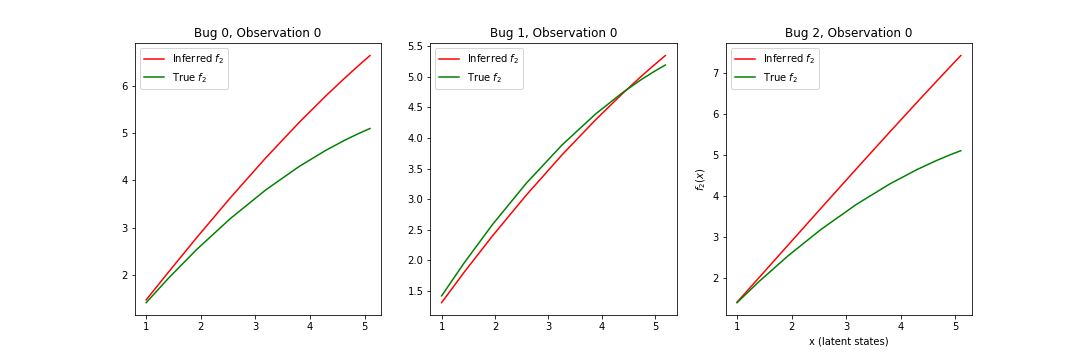 Bug 0, Observation 0
Inferred f₂
True f₂
6
5
4
3
2
1 2 3 4 5
Bug 1, Observation 0
Inferred f₂
True f₂
5.5
5.0
4.5
4.0
3.5
3.0
2.5
2.0
1.5
1 2 3 4 5
Bug 2, Observation 0
Inferred f₂
True f₂
f₂(x)
7
6
5
4
3
2
1 2 3 4 5
x (latent states)